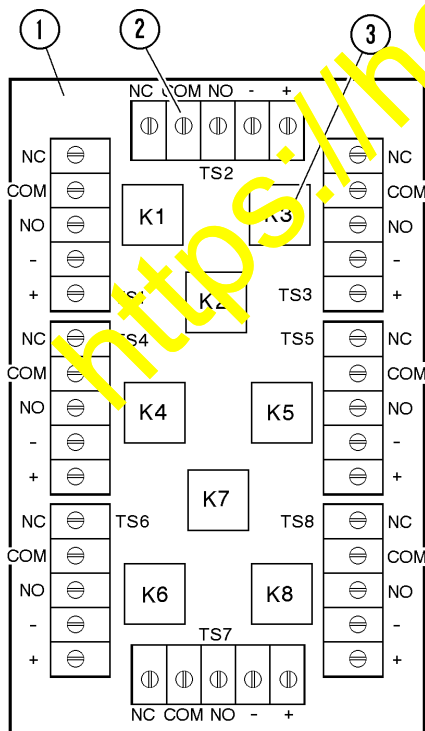 1 2 3
NC COM NO - +
TS2
NC
COM
NO
-
+
TS1
K1
K3
K2
NC
COM
NO
-
+
TS3
NC
COM
NO
-
+
TS4
K4
K5
NC
COM
NO
-
+
TS5
K7
NC
COM
NO
-
+
TS6
K6
K8
NC
COM
NO
-
+
TS8
TS7
NC COM NO - +
https://